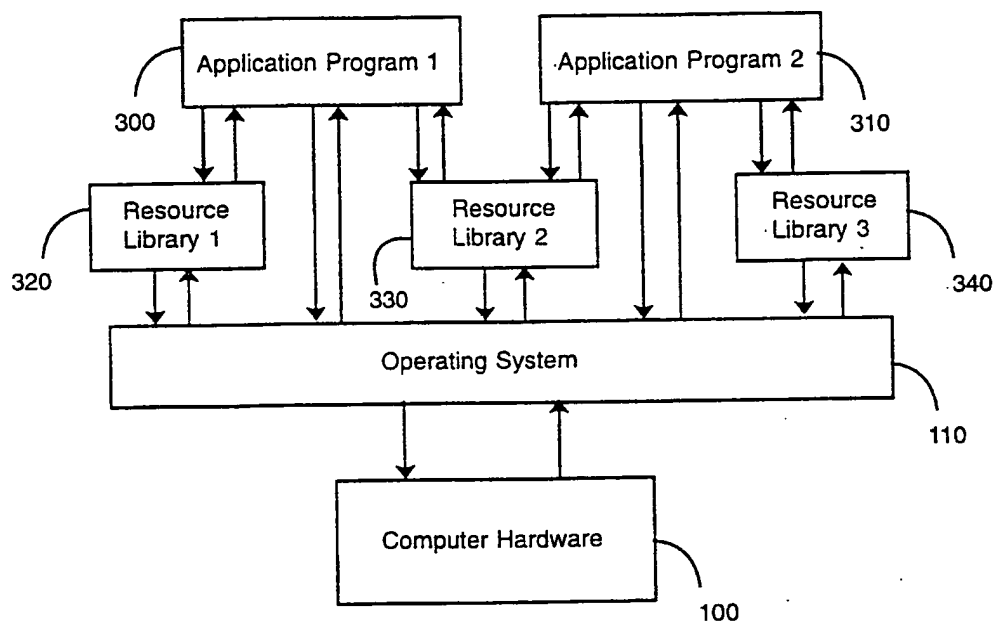 Application Program 1
Application Program 2
300
310
Resource
Library 1
Resource
Library 2
Resource
Library 3
320
330
340
Operating System
110
Computer Hardware
100